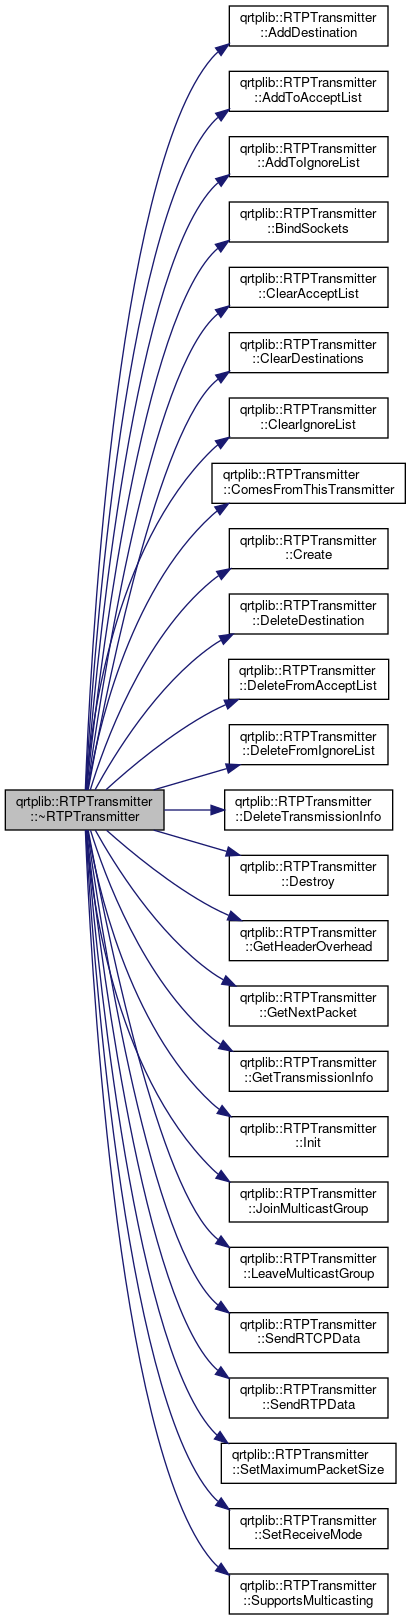 qrtplib::RTPTransmitter
::AddDestination
qrtplib::RTPTransmitter
::AddToAcceptList
qrtplib::RTPTransmitter
::AddToIgnoreList
qrtplib::RTPTransmitter
::BindSockets
qrtplib::RTPTransmitter
::ClearAcceptList
qrtplib::RTPTransmitter
::ClearDestinations
qrtplib::RTPTransmitter
::ClearIgnoreList
qrtplib::RTPTransmitter
::ComesFromThisTransmitter
qrtplib::RTPTransmitter
::Create
qrtplib::RTPTransmitter
::DeleteDestination
qrtplib::RTPTransmitter
::DeleteFromAcceptList
qrtplib::RTPTransmitter
::DeleteFromIgnoreList
qrtplib::RTPTransmitter
::~RTPTransmitter
qrtplib::RTPTransmitter
::DeleteTransmissionInfo
qrtplib::RTPTransmitter
::Destroy
qrtplib::RTPTransmitter
::GetHeaderOverhead
qrtplib::RTPTransmitter
::GetNextPacket
qrtplib::RTPTransmitter
::GetTransmissionInfo
qrtplib::RTPTransmitter
::Init
qrtplib::RTPTransmitter
::JoinMulticastGroup
qrtplib::RTPTransmitter
::LeaveMulticastGroup
qrtplib::RTPTransmitter
::SendRTCPData
qrtplib::RTPTransmitter
::SendRTPData
qrtplib::RTPTransmitter
::SetMaximumPacketSize
qrtplib::RTPTransmitter
::SetReceiveMode
qrtplib::RTPTransmitter
::SupportsMulticasting